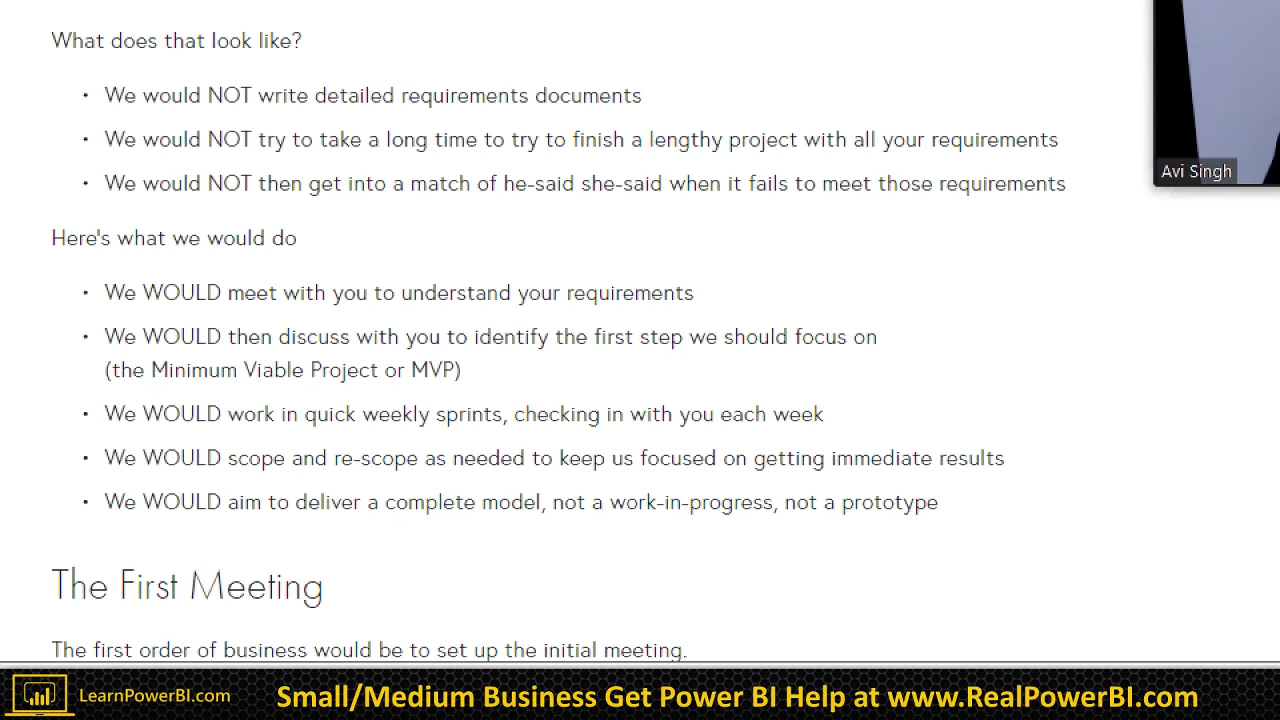 What does that look like?
• We would NOT write detailed requirements documents
• We would NOT try to take a long time to try to finish a lengthy project with all your requirements
• We would NOT then get into a match of he-said she-said when it fails to meet those requirements
Avi Singh
Here's what we would do
• We WOULD meet with you to understand your requirements
• We WOULD then discuss with you to identify the first step we should focus on
(the Minimum Viable Project or MVP)
• We WOULD work in quick weekly sprints, checking in with you each week
• We WOULD scope and re-scope as needed to keep us focused on getting immediate results
• We WOULD aim to deliver a complete model, not a work-in-progress, not a prototype
The First Meeting
The first order of business would be to set up the initial meeting.
LearnPowerBI.com
Small/Medium Business Get Power BI Help at www.RealPowerBI.com